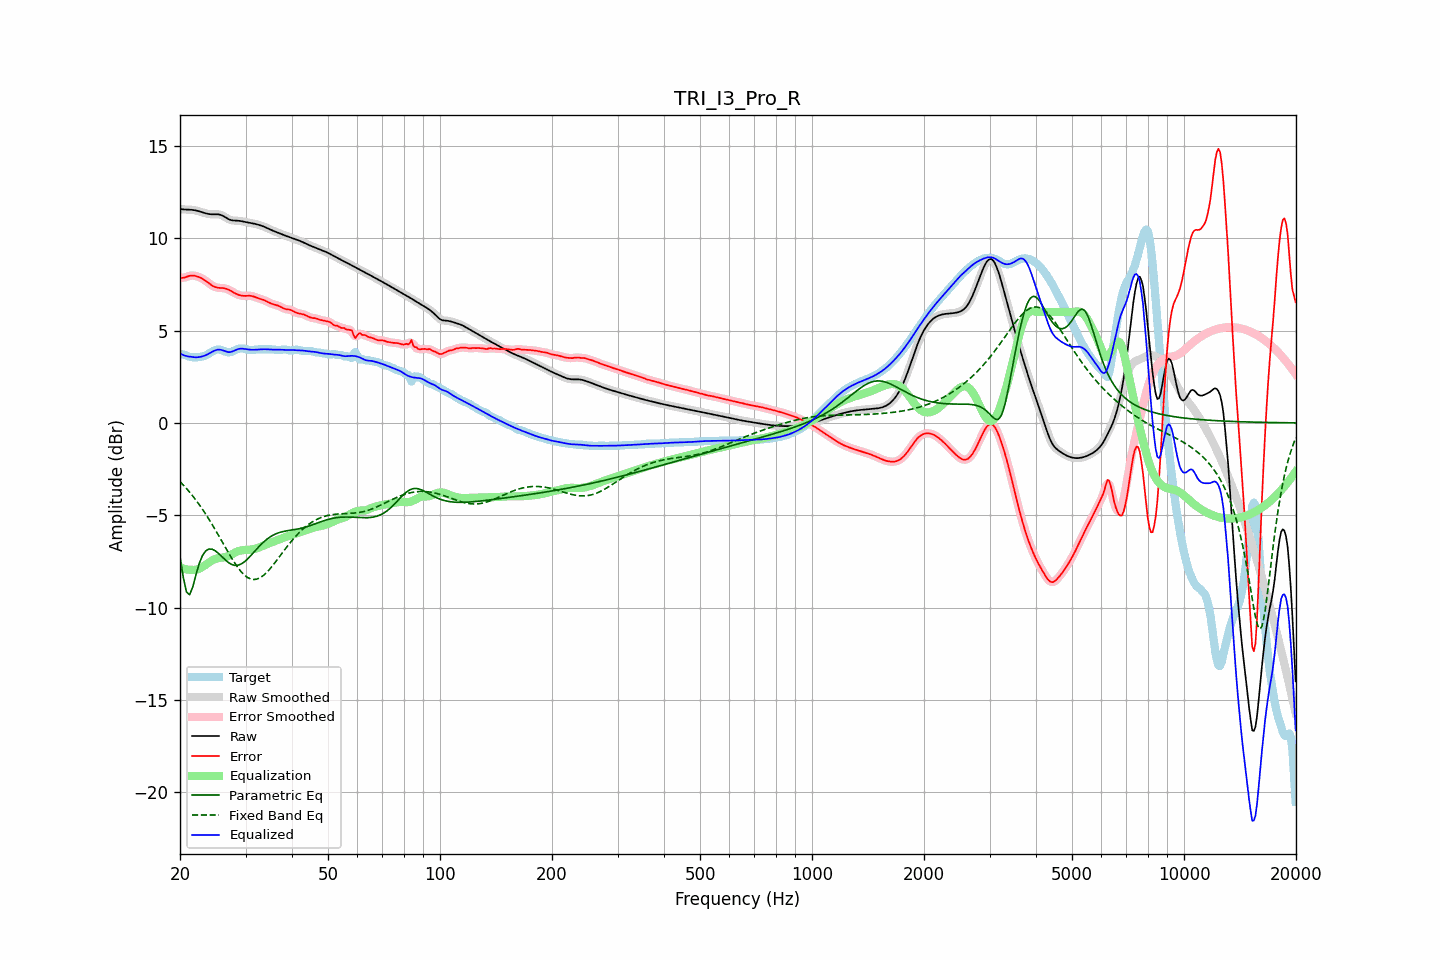 TRI_I3_Pro_R
Amplitude (dBr)
15
10
5
0
−5
−10
−15
−20
Target
Raw Smoothed
Error Smoothed
Raw
Error
Equalization
Parametric Eq
Fixed Band Eq
Equalized
20
50
100
200
500
1000
2000
5000
10000
20000
Frequency (Hz)